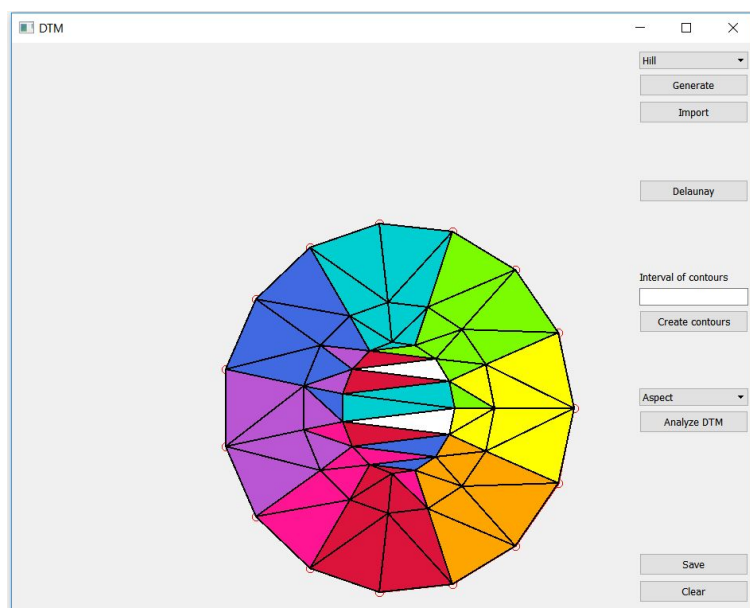 DTM
Hill
Generate
Import
Delaunay
Interval of contours
Create contours
Aspect
Analyze DTM
Save
Clear